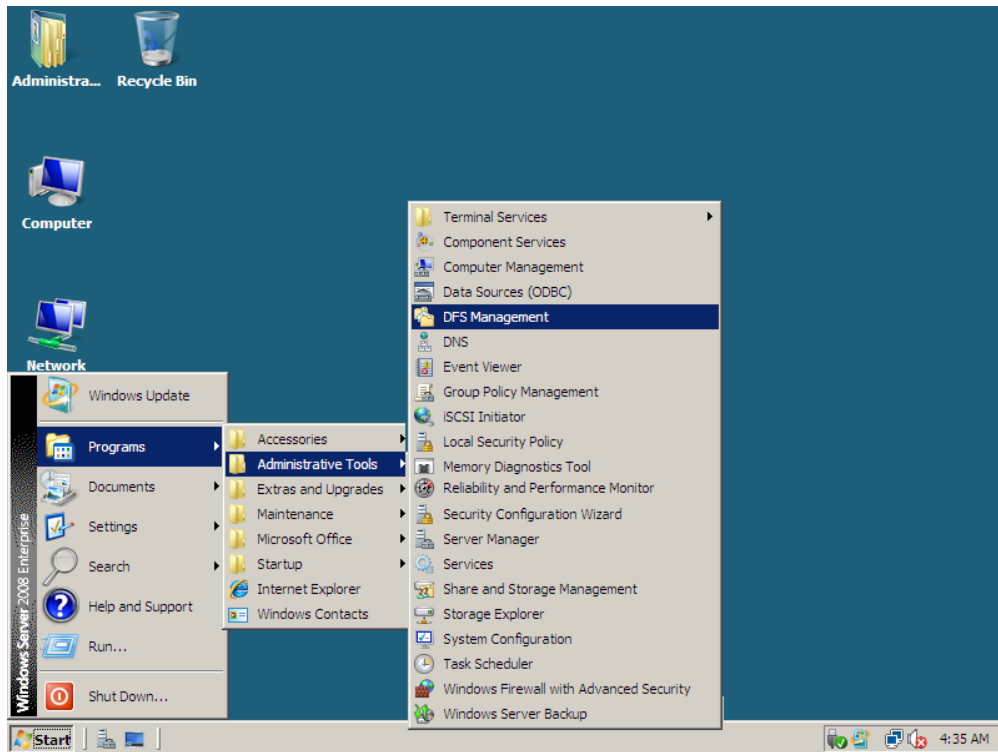 Administra...
Recycle Bin
Computer
Network
Windows Server 2008 Enterprise
Windows Update
Programs
Documents
Settings
Search
Help and Support
Run...
Shut Down...
Accessories
Administrative Tools
Extras and Upgrades
Maintenance
Microsoft Office
Startup
Internet Explorer
Windows Contacts
Terminal Services
Component Services
Computer Management
Data Sources (ODBC)
DFS Management
DNS
Event Viewer
Group Policy Management
iSCSI Initiator
Local Security Policy
Memory Diagnostics Tool
Reliability and Performance Monitor
Security Configuration Wizard
Server Manager
Services
Share and Storage Management
Storage Explorer
System Configuration
Task Scheduler
Windows Firewall with Advanced Security
Windows Server Backup
Start
4:35 AM